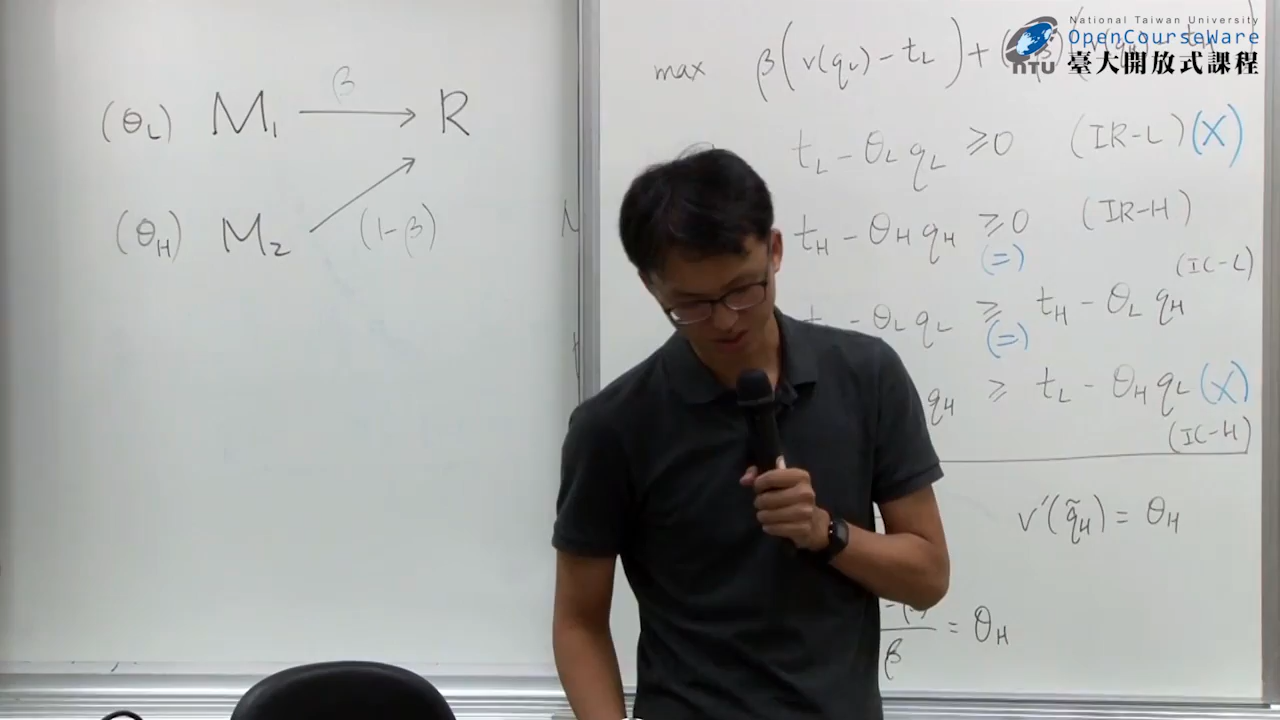 β
(θL) M1 → R
(θH) M2 (1-β)
National Taiwan University
OpenCourseWare
臺大開放式課程
NTU
max β(v(qL) - tL) + (
tL - θL qL ≥ 0 (IR-L) (X)
tH - θH qH ≥ 0 (IR-H)
(=)
(IC-L)
- θL qL ≥ tH - θL qH
(=)
qH ≥ tL - θH qL (X)
(IC-H)
v'(q̃H) = θH
= θH
β